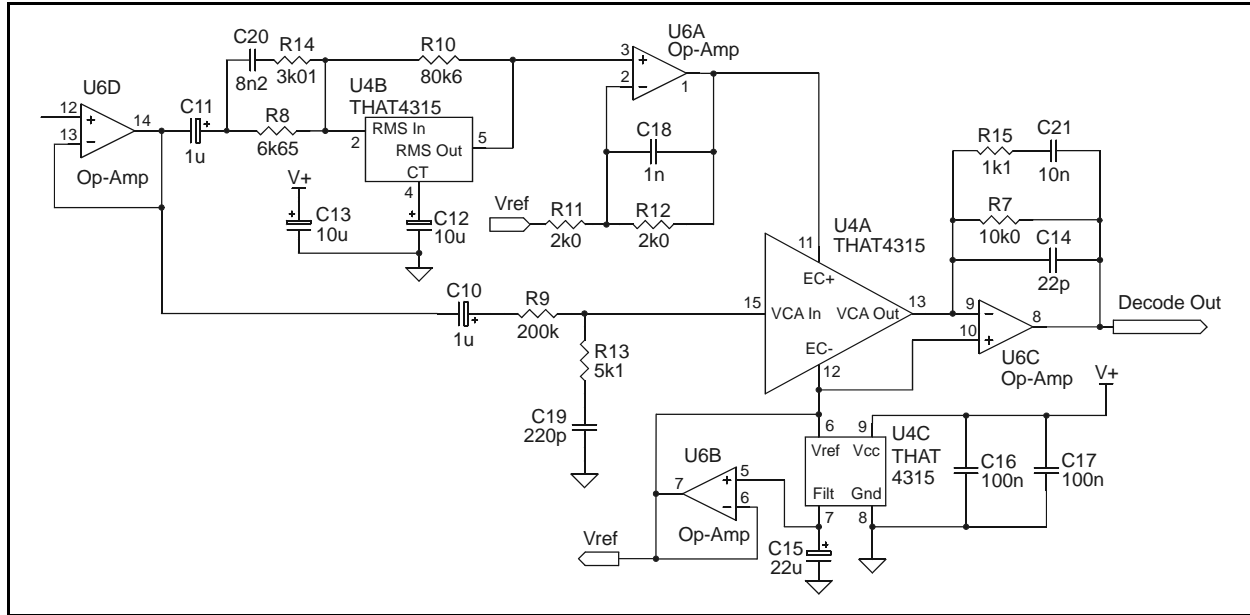 C20
8n2
R14
3k01
R10
80k6
U6A
Op-Amp
3
2
1
U6D
12
13
14
Op-Amp
C11
1u
R8
6k65
U4B
THAT4315
RMS In
RMS Out
CT
2
5
4
V+
C13
10u
C12
10u
C18
1n
Vref
R11
2k0
R12
2k0
R15
1k1
C21
10n
R7
10k0
C14
22p
U4A
THAT4315
11
EC+
15
VCA In
VCA Out
13
EC-
12
9
10
8
U6C
Op-Amp
Decode Out
C10
1u
R9
200k
R13
5k1
C19
220p
V+
6
9
Vref
Vcc
Filt
Gnd
7
8
U4C
THAT
4315
C16
100n
C17
100n
U6B
7
5
6
Op-Amp
Vref
C15
22u